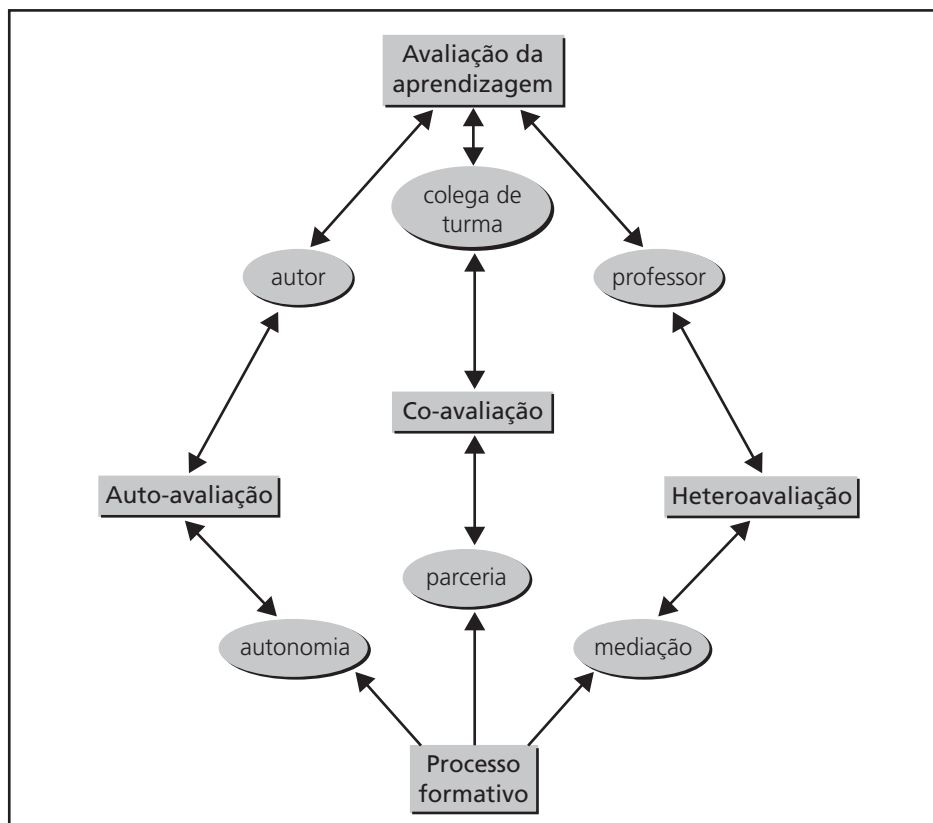 Avaliação da
aprendizagem
colega de
turma
autor
professor
Co-avaliação
Auto-avaliação
Heteroavaliação
parceria
autonomia
mediação
Processo
formativo